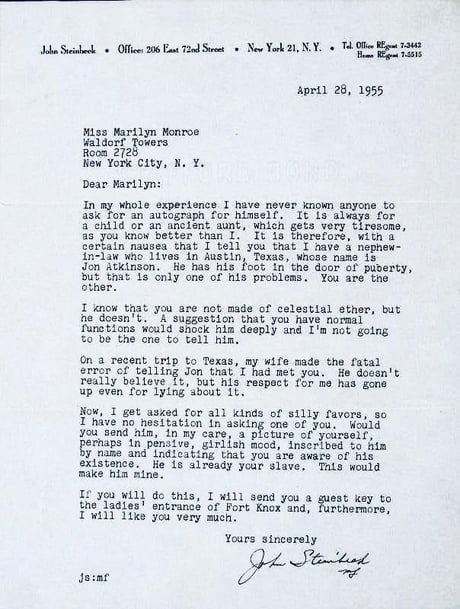 John Steinbeck • Office: 206 East 72nd Street • New York 21, N. Y. • Tel. Office REgent 7-3442
Home REgent 7-5515
April 28, 1955
Miss Marilyn Monroe
Waldorf Towers
Room 2728
New York City, N. Y.
Dear Marilyn:
In my whole experience I have never known anyone to
ask for an autograph for himself. It is always for
a child or an ancient aunt, which gets very tiresome,
as you know better than I. It is therefore, with a
certain nausea that I tell you that I have a nephew-
in-law who lives in Austin, Texas, whose name is
Jon Atkinson. He has his foot in the door of puberty,
but that is only one of his problems. You are the
other.
I know that you are not made of celestial ether, but
he doesn't. A suggestion that you have normal
functions would shock him deeply and I'm not going
to be the one to tell him.
On a recent trip to Texas, my wife made the fatal
error of telling Jon that I had met you. He doesn't
really believe it, but his respect for me has gone
up even for lying about it.
Now, I get asked for all kinds of silly favors, so
I have no hesitation in asking one of you. Would
you send him, in my care, a picture of yourself,
perhaps in pensive, girlish mood, inscribed to him
by name and indicating that you are aware of his
existence. He is already your slave. This would
make him mine.
If you will do this, I will send you a guest key to
the ladies' entrance of Fort Knox and, furthermore,
I will like you very much.
Yours sincerely
John Steinbeck
mf
js:mf